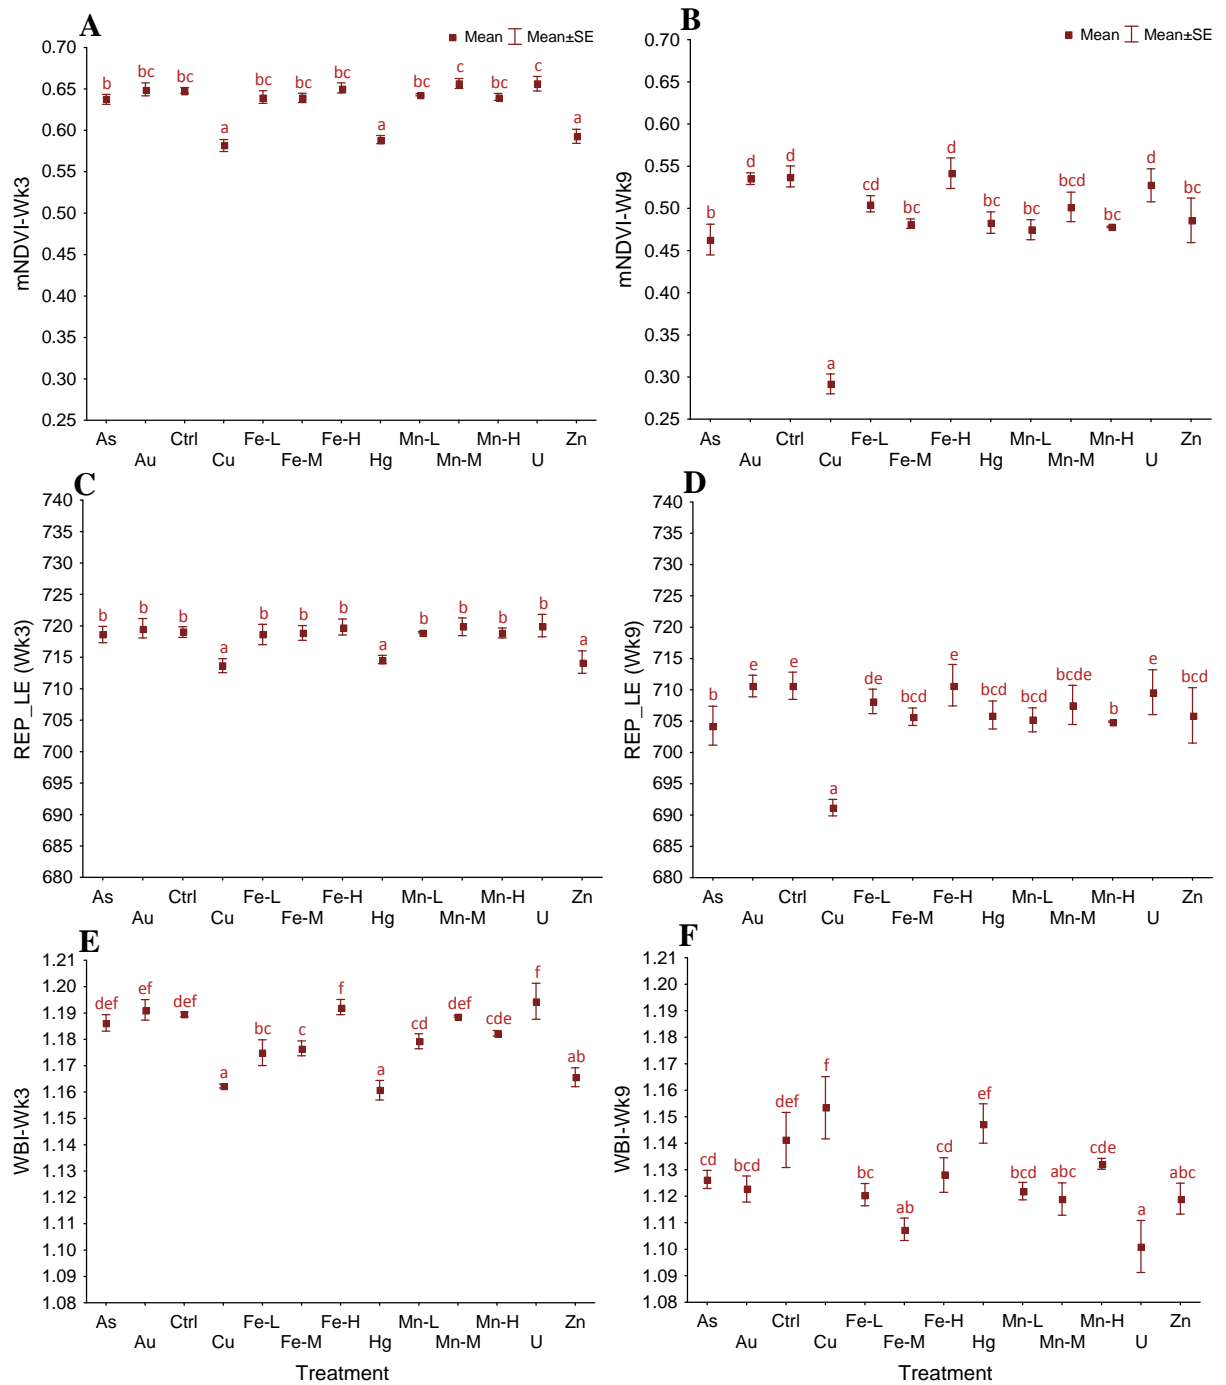 A
Mean Mean±SE
mNDVI-Wk3
0.70
0.65
0.60
0.55
0.50
0.45
0.40
0.35
0.30
0.25
b bc bc a bc bc bc a bc c bc c a
As Ctrl Fe-L Fe-H Mn-L Mn-H Zn
Au Cu Fe-M Hg Mn-M U
B
Mean Mean±SE
mNDVI-Wk9
0.70
0.65
0.60
0.55
0.50
0.45
0.40
0.35
0.30
0.25
b d d a cd bc d bc bc bcd bc d bc
As Ctrl Fe-L Fe-H Mn-L Mn-H Zn
Au Cu Fe-M Hg Mn-M U
C
REP_LE (Wk3)
740
735
730
725
720
715
710
705
700
695
690
685
680
b b b a b b b a b b b b a
As Ctrl Fe-L Fe-H Mn-L Mn-H Zn
Au Cu Fe-M Hg Mn-M U
D
REP_LE (Wk9)
740
735
730
725
720
715
710
705
700
695
690
685
680
b e e a de bcd e bcd bcd bcde b e bcd
As Ctrl Fe-L Fe-H Mn-L Mn-H Zn
Au Cu Fe-M Hg Mn-M U
E
WBI-Wk3
1.21
1.20
1.19
1.18
1.17
1.16
1.15
1.14
1.13
1.12
1.11
1.10
1.09
1.08
def ef def a bc c f a cd def cde f ab
As Ctrl Fe-L Fe-H Mn-L Mn-H Zn
Au Cu Fe-M Hg Mn-M U
Treatment
F
WBI-Wk9
1.21
1.20
1.19
1.18
1.17
1.16
1.15
1.14
1.13
1.12
1.11
1.10
1.09
1.08
cd bcd def f bc ab cd ef bcd abc cde a abc
As Ctrl Fe-L Fe-H Mn-L Mn-H Zn
Au Cu Fe-M Hg Mn-M U
Treatment